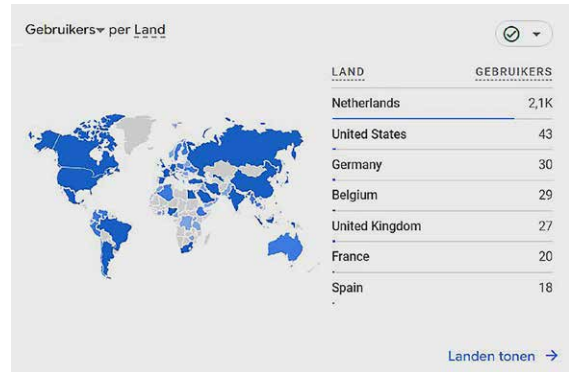 Gebruikers per Land
LAND GEBRUIKERS
Netherlands 2,1K
United States 43
Germany 30
Belgium 29
United Kingdom 27
France 20
Spain 18
Landen tonen →